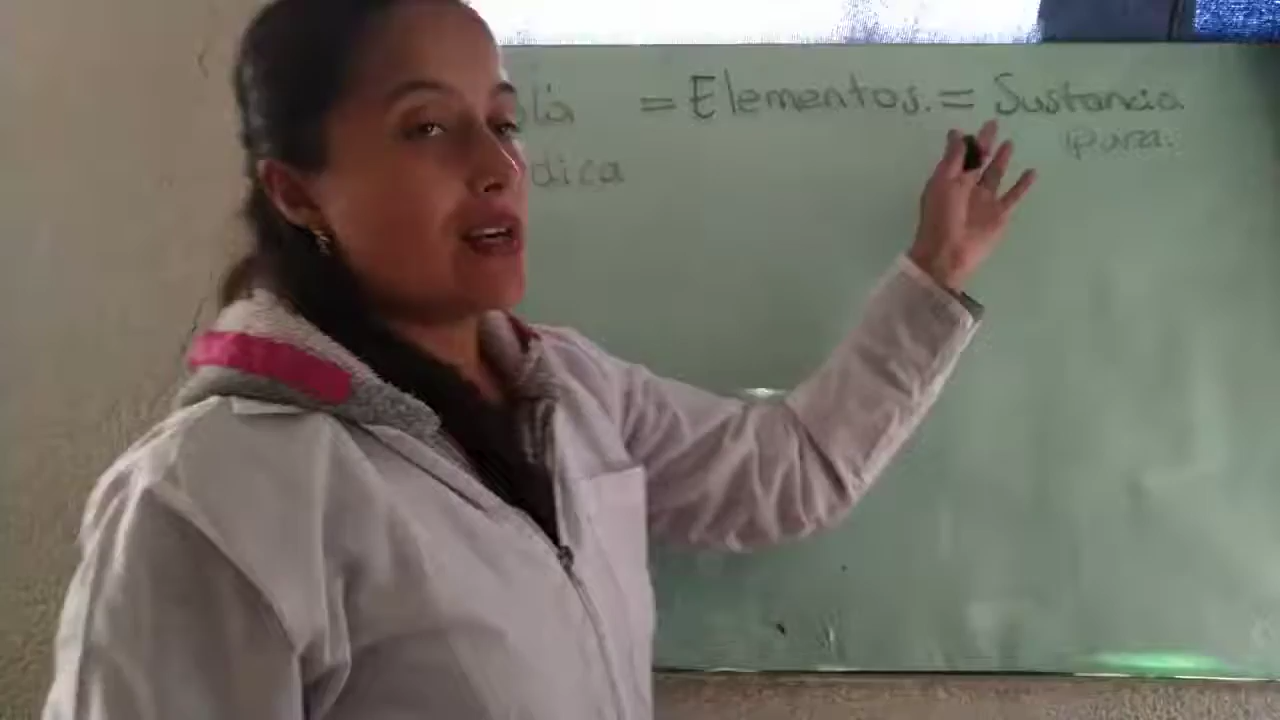 = Elementos. = Sustancia
Pura.
dica